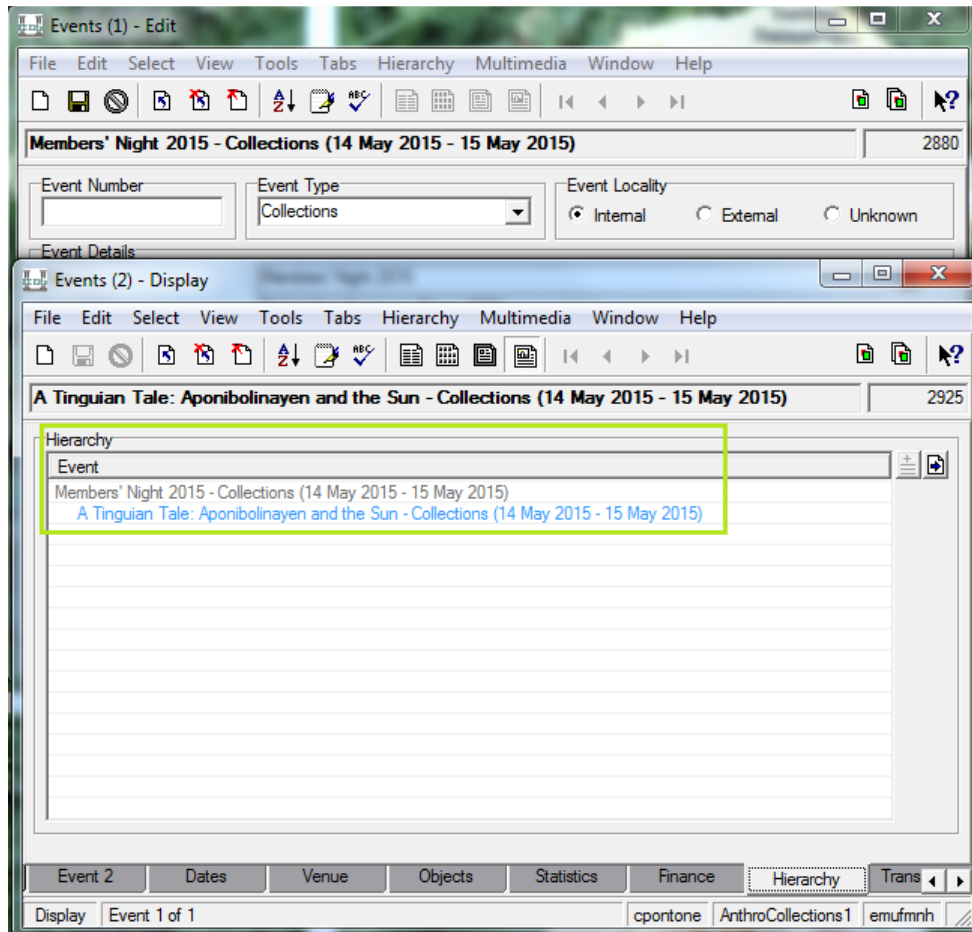 Events (1) - Edit
File Edit Select View Tools Tabs Hierarchy Multimedia Window Help
Members' Night 2015 - Collections (14 May 2015 - 15 May 2015) 2880
Event Number Event Type Event Locality
Collections Internal External Unknown
Event Details
Events (2) - Display
File Edit Select View Tools Tabs Hierarchy Multimedia Window Help
A Tinguian Tale: Aponibolinayen and the Sun - Collections (14 May 2015 - 15 May 2015) 2925
Hierarchy
Event
Members' Night 2015 - Collections (14 May 2015 - 15 May 2015)
A Tinguian Tale: Aponibolinayen and the Sun - Collections (14 May 2015 - 15 May 2015)
Event 2 Dates Venue Objects Statistics Finance Hierarchy Trans
Display Event 1 of 1 cpontone AnthroCollections1 emufmnh